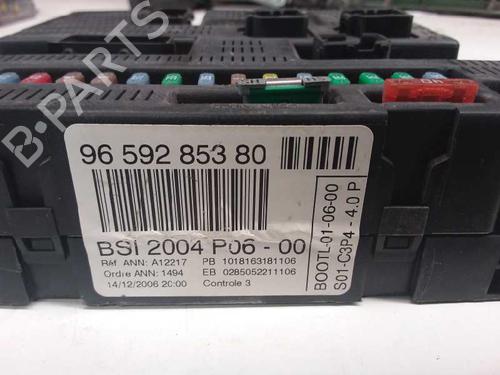 B-PARTS
96 592 853 80
BSI 2004 P06 - 00
Réf ANN: A12217 PB 1018163181106
Ordre ANN: 1494 EB 0285052211106
14/12/2006 20:00 Controle 3
BOOTL-01-06-00
S01-C3P4 - 4.0 P